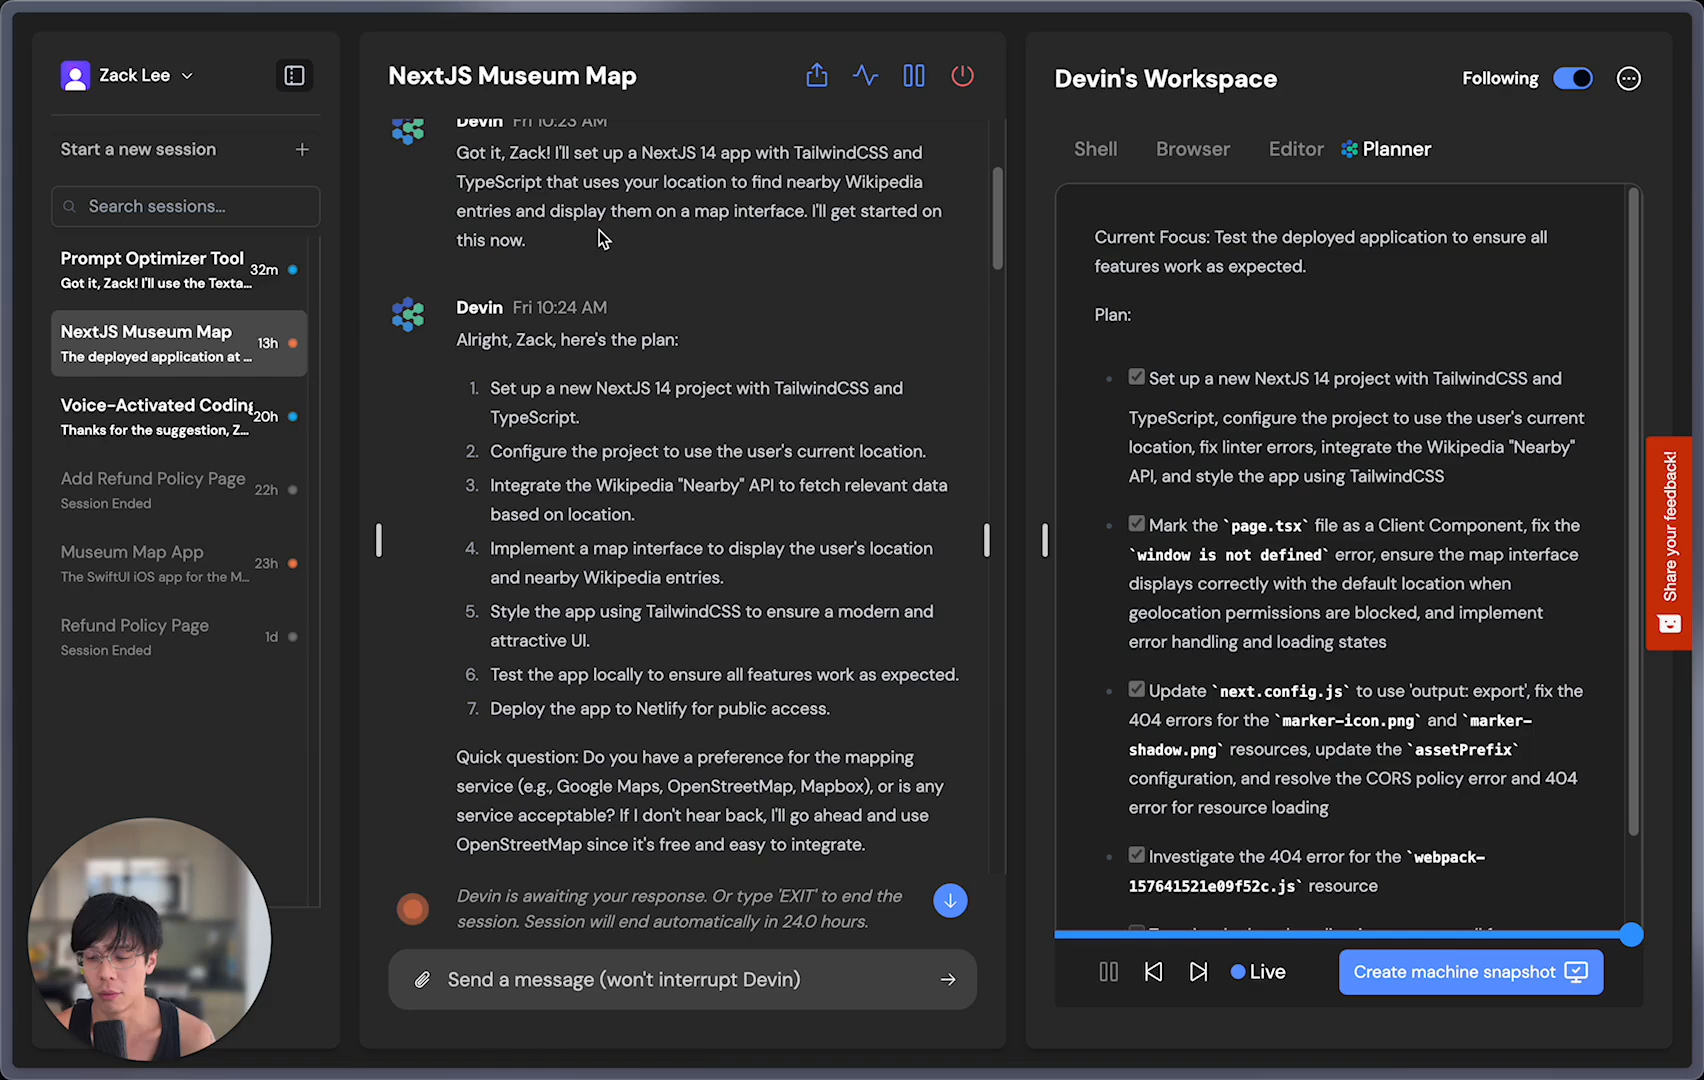 Zack Lee
Start a new session
Search sessions...
Prompt Optimizer Tool
Got it, Zack! I'll use the Texta...
32m
NextJS Museum Map
The deployed application at ...
13h
Voice-Activated Coding
Thanks for the suggestion, Z...
20h
Add Refund Policy Page
Session Ended
22h
Museum Map App
The SwiftUI iOS app for the M...
23h
Refund Policy Page
Session Ended
1d
NextJS Museum Map
Devin Fri 10:23 AM
Got it, Zack! I'll set up a NextJS 14 app with TailwindCSS and
TypeScript that uses your location to find nearby Wikipedia
entries and display them on a map interface. I'll get started on
this now.
Devin Fri 10:24 AM
Alright, Zack, here's the plan:
1. Set up a new NextJS 14 project with TailwindCSS and
TypeScript.
2. Configure the project to use the user's current location.
3. Integrate the Wikipedia "Nearby" API to fetch relevant data
based on location.
4. Implement a map interface to display the user's location
and nearby Wikipedia entries.
5. Style the app using TailwindCSS to ensure a modern and
attractive UI.
6. Test the app locally to ensure all features work as expected.
7. Deploy the app to Netlify for public access.
Quick question: Do you have a preference for the mapping
service (e.g., Google Maps, OpenStreetMap, Mapbox), or is any
service acceptable? If I don't hear back, I'll go ahead and use
OpenStreetMap since it's free and easy to integrate.
Devin is awaiting your response. Or type 'EXIT' to end the
session. Session will end automatically in 24.0 hours.
Send a message (won't interrupt Devin)
Devin's Workspace
Following
Shell Browser Editor Planner
Current Focus: Test the deployed application to ensure all
features work as expected.
Plan:
Set up a new NextJS 14 project with TailwindCSS and
TypeScript, configure the project to use the user's current
location, fix linter errors, integrate the Wikipedia "Nearby"
API, and style the app using TailwindCSS
Mark the `page.tsx` file as a Client Component, fix the
`window is not defined` error, ensure the map interface
displays correctly with the default location when
geolocation permissions are blocked, and implement
error handling and loading states
Update `next.config.js` to use 'output: export', fix the
404 errors for the `marker-icon.png` and `marker-
shadow.png` resources, update the `assetPrefix`
configuration, and resolve the CORS policy error and 404
error for resource loading
Investigate the 404 error for the `webpack-
157641521e09f52c.js` resource
Live
Create machine snapshot
Share your feedback!